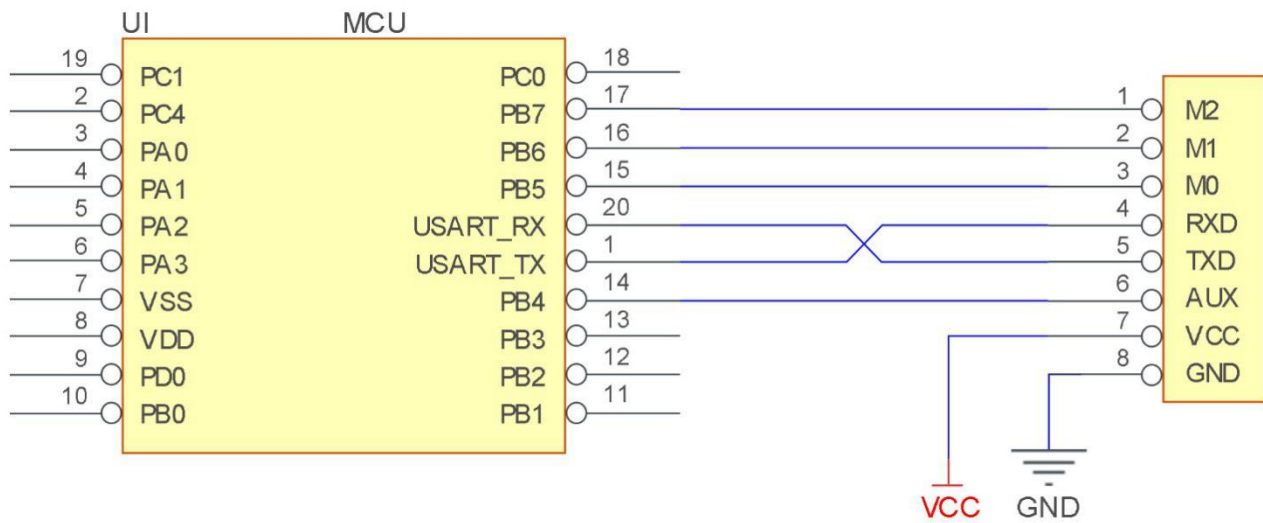 UI MCU
19 PC1 PC0 18
2 PC4 PB7 17 1 M2
3 PA0 PB6 16 2 M1
4 PA1 PB5 15 3 M0
5 PA2 USART_RX 20 4 RXD
6 PA3 USART_TX 1 5 TXD
7 VSS PB4 14 6 AUX
8 VDD PB3 13 7 VCC
9 PD0 PB2 12 8 GND
10 PB0 PB1 11
VCC GND